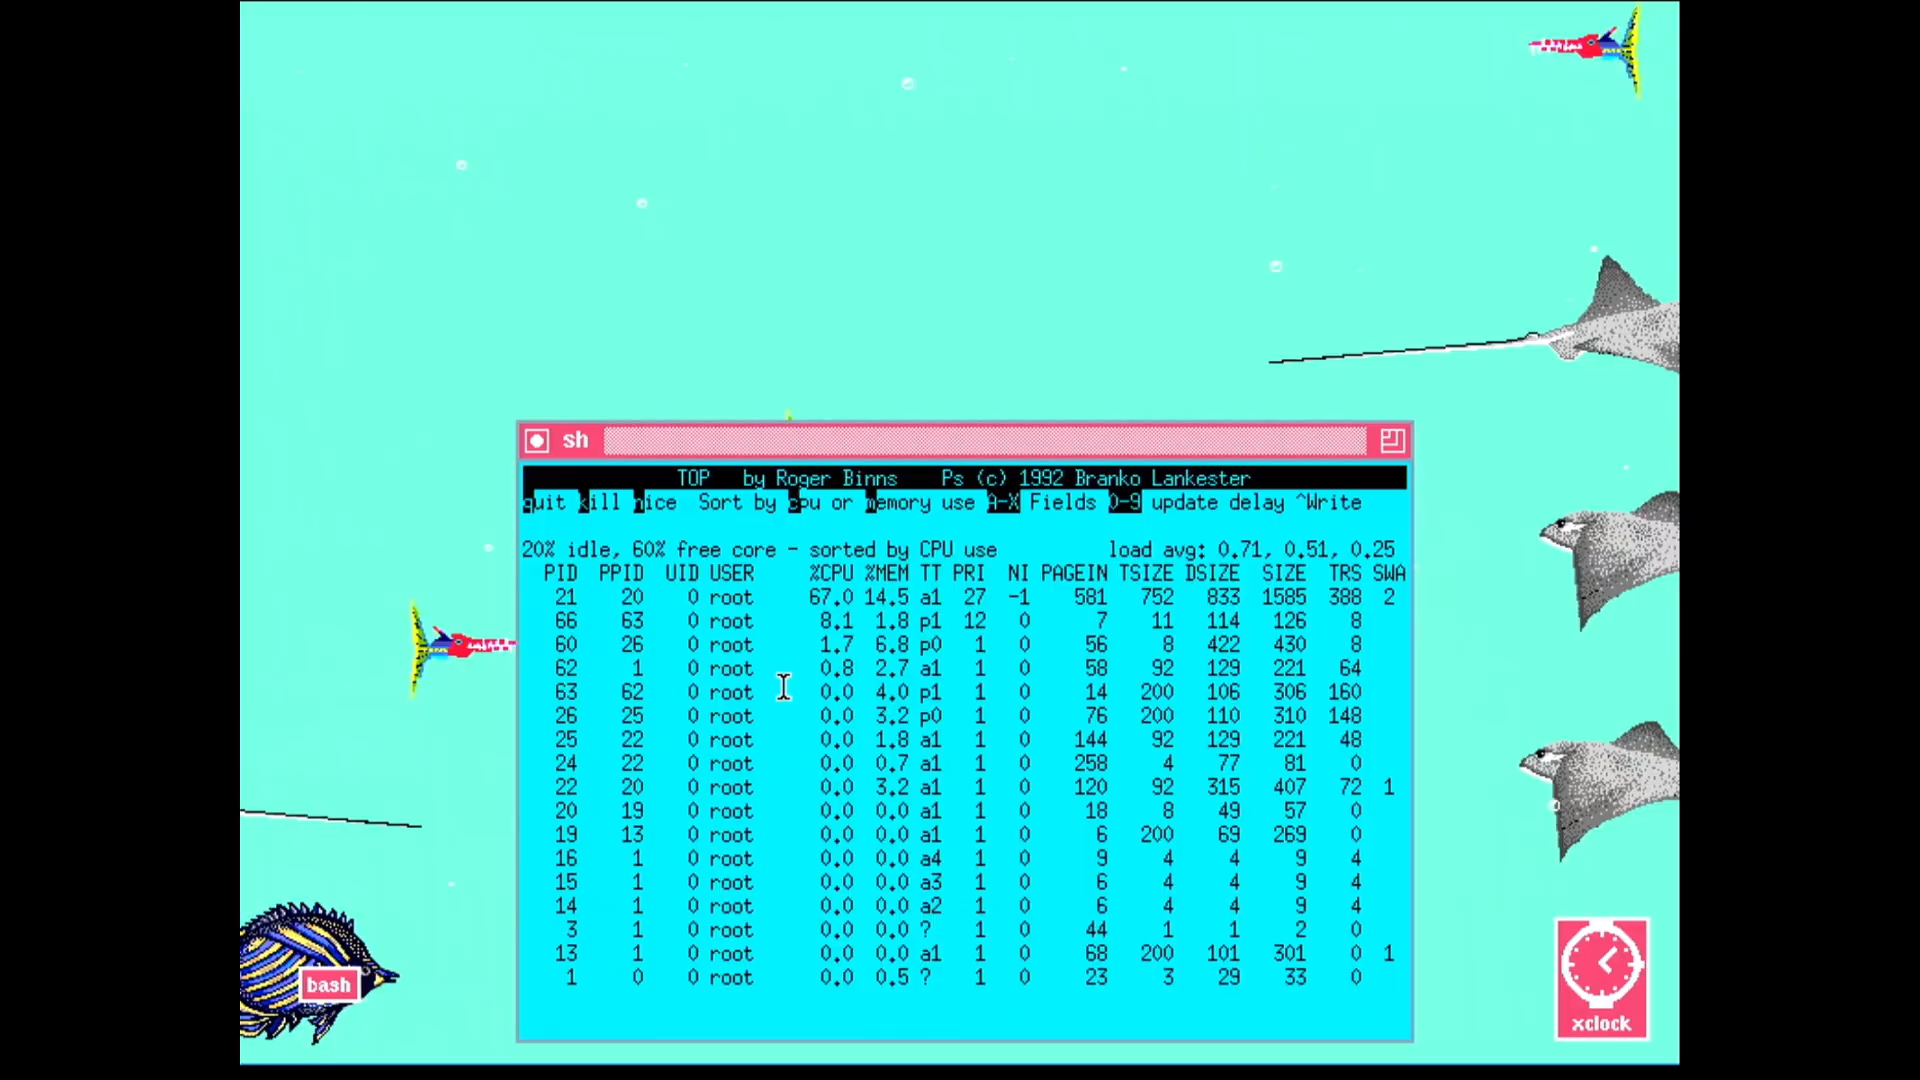 sh
TOP by Roger Binns Ps (c) 1992 Branko Lankester
quit kill nice Sort by cpu or memory use A-X Fields 0-9 update delay ^Write
20% idle, 60% free core - sorted by CPU use load avg: 0.71, 0.51, 0.25
PID PPID UID USER %CPU %MEM TT PRI NI PAGEIN TSIZE DSIZE SIZE TRS SWA
21 20 0 root 67.0 14.5 a1 27 -1 581 752 833 1585 388 2
66 63 0 root 8.1 1.8 p1 12 0 7 11 114 126 8
60 26 0 root 1.7 6.8 p0 1 0 56 8 422 430 8
62 1 0 root 0.8 2.7 a1 1 0 58 92 129 221 64
63 62 0 root 0.0 4.0 p1 1 0 14 200 106 306 160
26 25 0 root 0.0 3.2 p0 1 0 76 200 110 310 148
25 22 0 root 0.0 1.8 a1 1 0 144 92 129 221 48
24 22 0 root 0.0 0.7 a1 1 0 258 4 77 81 0
22 20 0 root 0.0 3.2 a1 1 0 120 92 315 407 72 1
20 19 0 root 0.0 0.0 a1 1 0 18 8 49 57 0
19 13 0 root 0.0 0.0 a1 1 0 6 200 69 269 0
16 1 0 root 0.0 0.0 a4 1 0 9 4 4 9 4
15 1 0 root 0.0 0.0 a3 1 0 6 4 4 9 4
14 1 0 root 0.0 0.0 a2 1 0 6 4 4 9 4
3 1 0 root 0.0 0.0 ? 1 0 44 1 1 2 0
13 1 0 root 0.0 0.0 a1 1 0 68 200 101 301 0 1
1 0 0 root 0.0 0.5 ? 1 0 23 3 29 33 0
bash
xclock